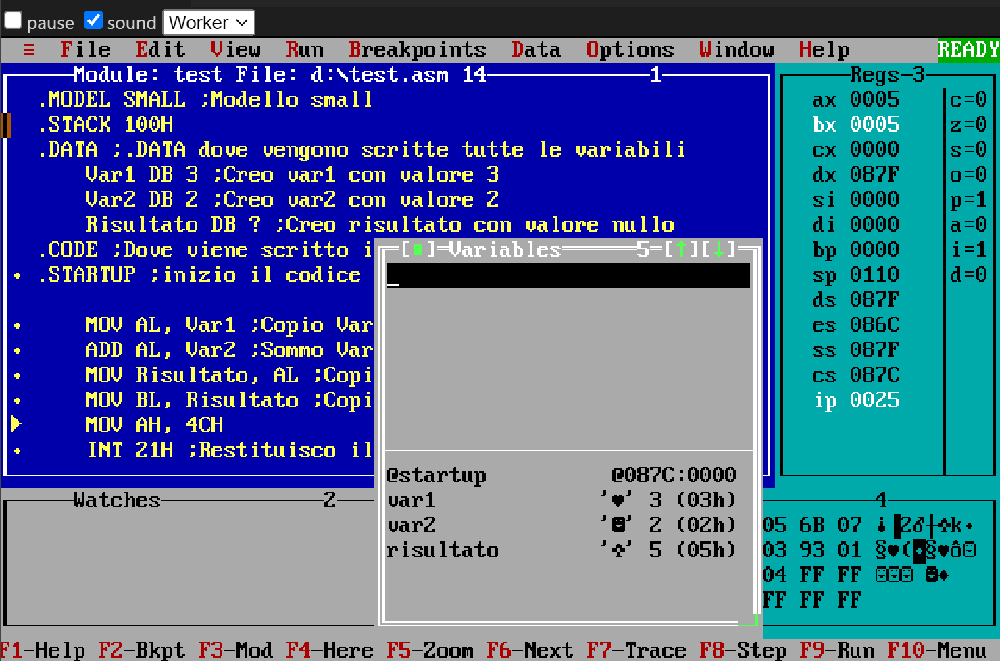 pause sound Worker
≡ File Edit View Run Breakpoints Data Options Window Help READY
Module: test File: d:\test.asm 14 1
.MODEL SMALL ;Modello small
.STACK 100H
.DATA ;.DATA dove vengono scritte tutte le variabili
Var1 DB 3 ;Creo var1 con valore 3
Var2 DB 2 ;Creo var2 con valore 2
Risultato DB ? ;Creo risultato con valore nullo
.CODE ;Dove viene scritto i
.STARTUP ;inizio il codice
MOV AL, Var1 ;Copio Var
ADD AL, Var2 ;Sommo Var
MOV Risultato, AL ;Copi
MOV BL, Risultato ;Copi
MOV AH, 4CH
INT 21H ;Restituisco il
Regs 3
ax 0005 c=0
bx 0005 z=0
cx 0000 s=0
dx 087F o=0
si 0000 p=1
di 0000 a=0
bp 0000 i=1
sp 0110 d=0
ds 087F
es 086C
ss 087F
cs 087C
ip 0025
[■] Variables 5 [↑][↓]
@startup @087C:0000
var1 '♥' 3 (03h)
var2 '☻' 2 (02h)
risultato '♣' 5 (05h)
Watches 2
4
05 6B 07
03 93 01
04 FF FF
FF FF FF
F1-Help F2-Bkpt F3-Mod F4-Here F5-Zoom F6-Next F7-Trace F8-Step F9-Run F10-Menu